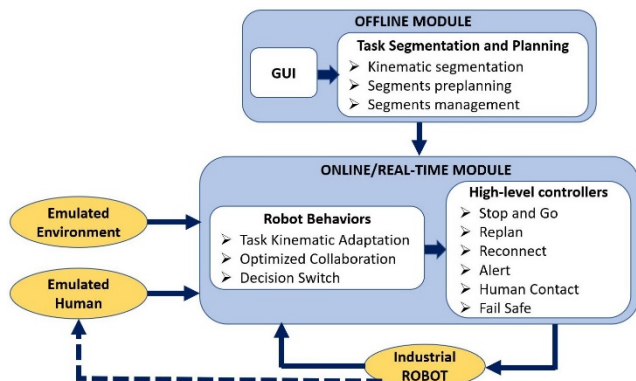 OFFLINE MODULE
GUI
Task Segmentation and Planning
➢ Kinematic segmentation
➢ Segments preplanning
➢ Segments management
ONLINE/REAL-TIME MODULE
Emulated
Environment
Emulated
Human
Robot Behaviors
➢ Task Kinematic Adaptation
➢ Optimized Collaboration
➢ Decision Switch
High-level controllers
➢ Stop and Go
➢ Replan
➢ Reconnect
➢ Alert
➢ Human Contact
➢ Fail Safe
Industrial
ROBOT